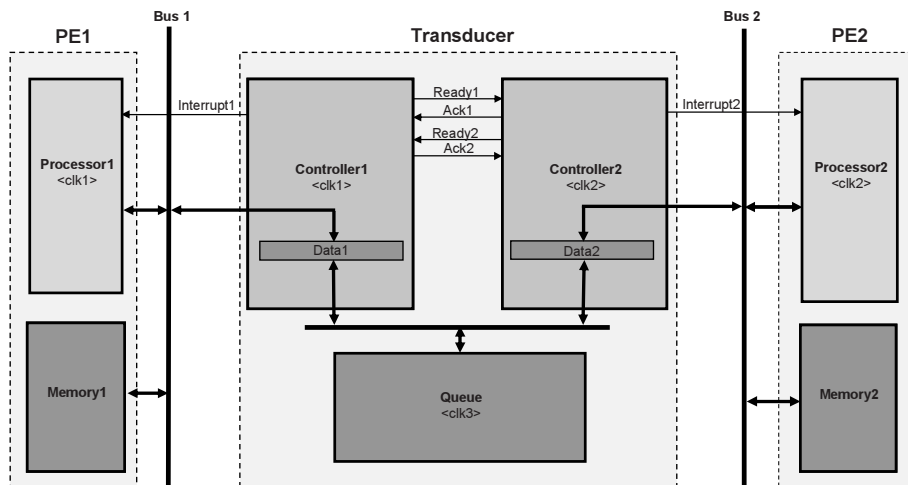 Bus 1
Bus 2
PE1
Transducer
PE2
Ready1
Interrupt1
Interrupt2
Ack1
Ready2
Ack2
Processor1
<clk1>
Controller1
<clk1>
Controller2
<clk2>
Processor2
<clk2>
Data1
Data2
Memory1
Queue
<clk3>
Memory2